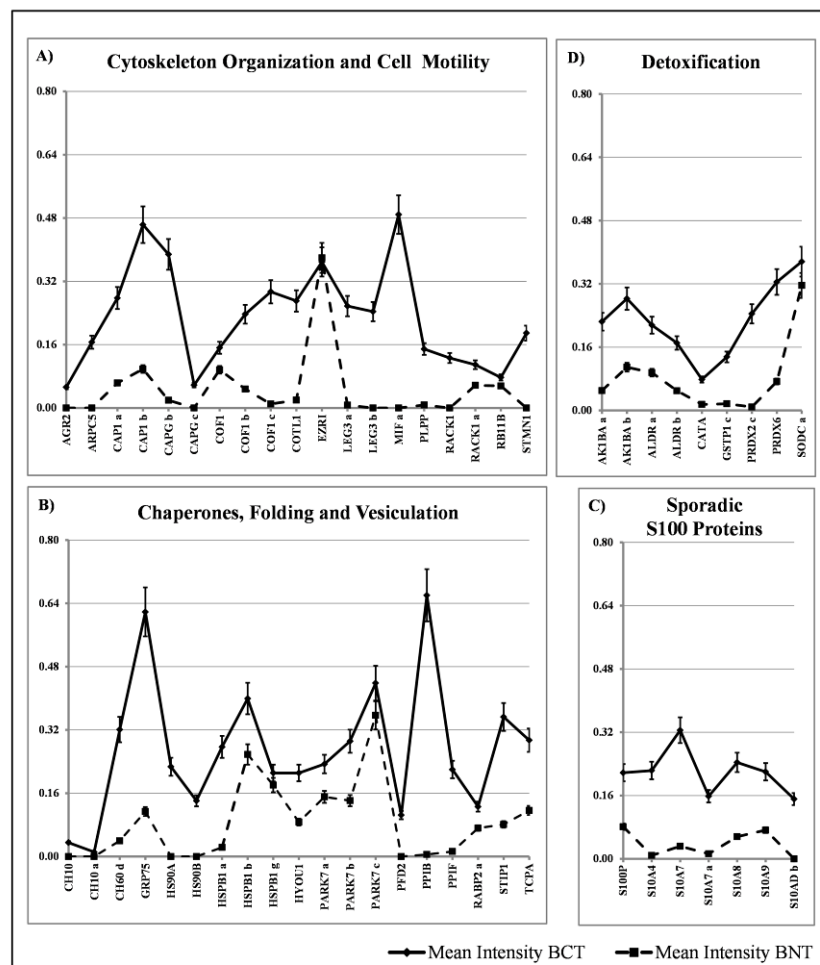 A)
Cytoskeleton Organization and Cell Motility
0.80
0.64
0.48
0.32
0.16
0.00
AGR2
ARPC5
CAP1 a
CAP1 b
CAPG b
CAPG c
COF1
COF1 b
COF1 c
COTL1
EZRI
LEG3 a
LEG3 b
MIF a
PLPP
RACK1
RACK1 a
RB11B
STMN1
D)
Detoxification
0.80
0.64
0.48
0.32
0.16
0.00
AK1BA a
AK1BA b
ALDR a
ALDR b
CATA
GSTP1 c
PRDX2 c
PRDX6
SODC a
B)
Chaperones, Folding and Vesiculation
0.80
0.64
0.48
0.32
0.16
0.00
CH10
CH10 a
CH60 d
GRP75
HS90A
HS90B
HSPB1 a
HSPB1 b
HSPB1 g
HYOU1
PARK7 a
PARK7 b
PARK7 c
PFD2
PPIB
PPIF
RABP2 a
STIP1
TCPA
C)
Sporadic
S100 Proteins
0.80
0.64
0.48
0.32
0.16
0.00
S100P
S10A4
S10A7
S10A7 a
S10A8
S10A9
S10AD b
Mean Intensity BCT
Mean Intensity BNT